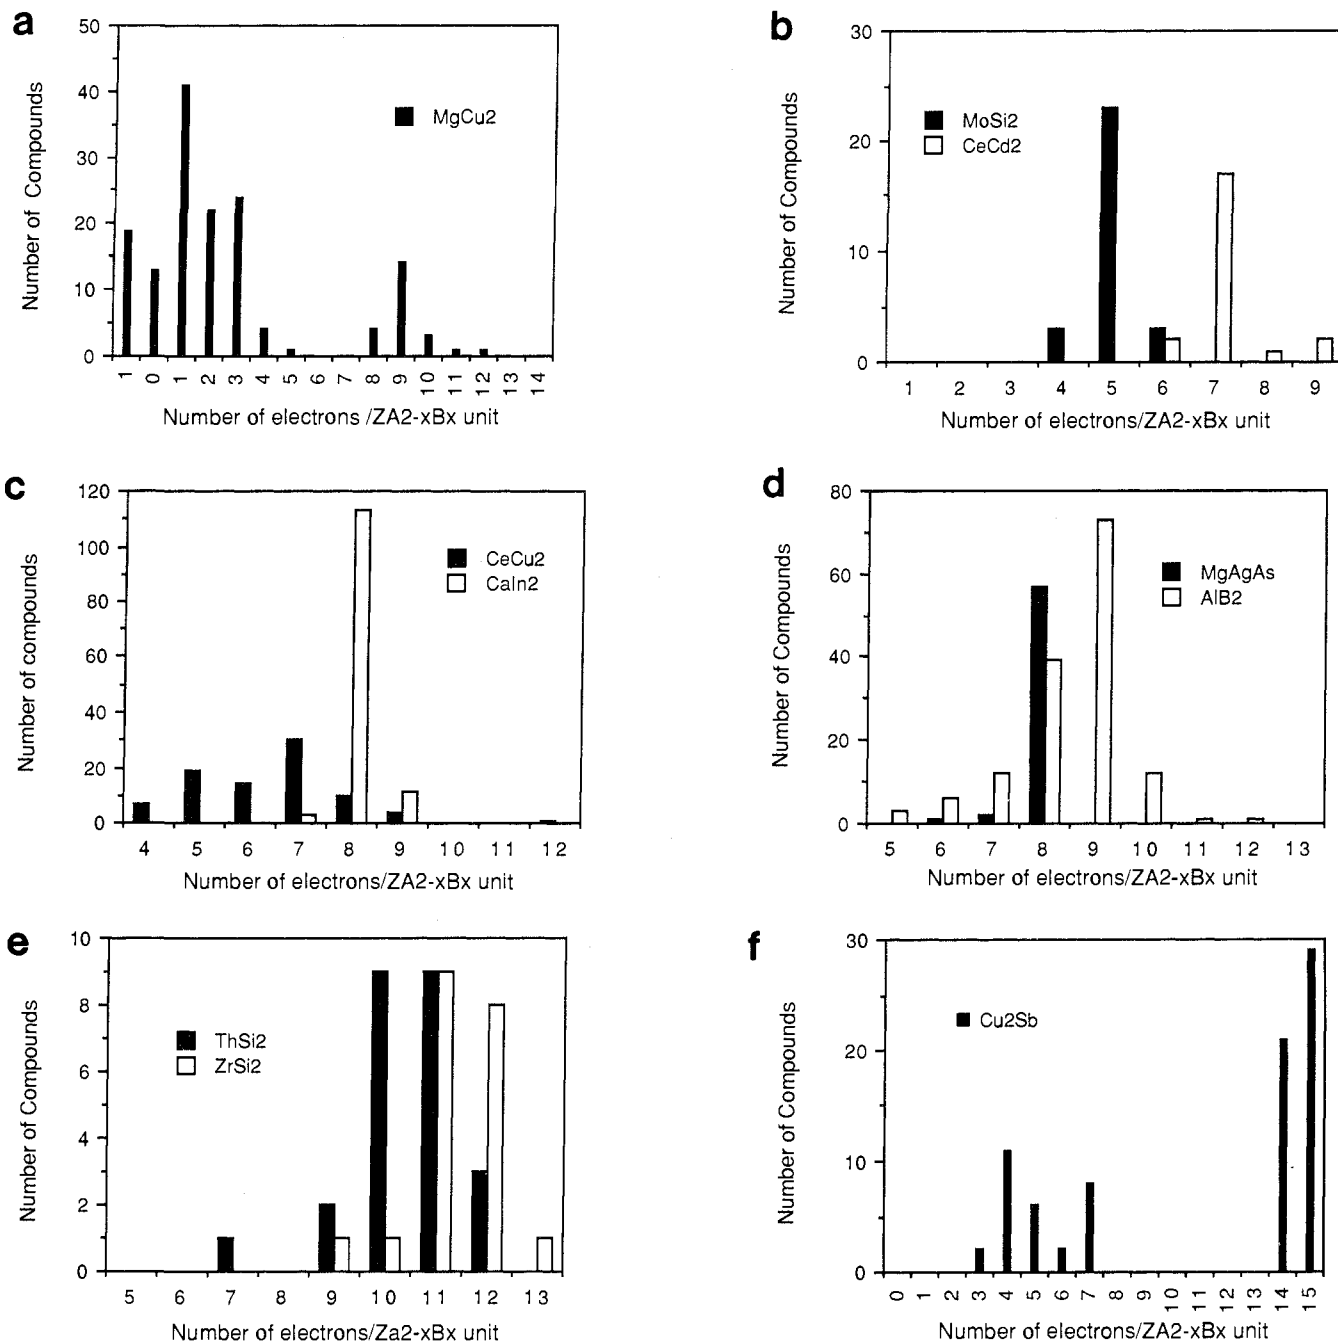 a
50
40
30
20
10
0
Number of Compounds
MgCu2
1 0 1 2 3 4 5 6 7 8 9 10 11 12 13 14
Number of electrons /ZA2-xBx unit
b
30
20
10
0
Number of Compounds
MoSi2
CeCd2
1 2 3 4 5 6 7 8 9
Number of electrons/ZA2-xBx unit
c
120
100
80
60
40
20
0
Number of compounds
CeCu2
CaIn2
4 5 6 7 8 9 10 11 12
Number of electrons/ZA2-xBx unit
d
80
60
40
20
0
Number of Compounds
MgAgAs
AlB2
5 6 7 8 9 10 11 12 13
Number of electrons/ZA2-xBx unit
e
10
8
6
4
2
0
Number of Compounds
ThSi2
ZrSi2
5 6 7 8 9 10 11 12 13
Number of electrons/Za2-xBx unit
f
30
20
10
0
Number of Compounds
Cu2Sb
0 1 2 3 4 5 6 7 8 9 10 11 12 13 14 15
Number of electrons/ZA2-xBx unit